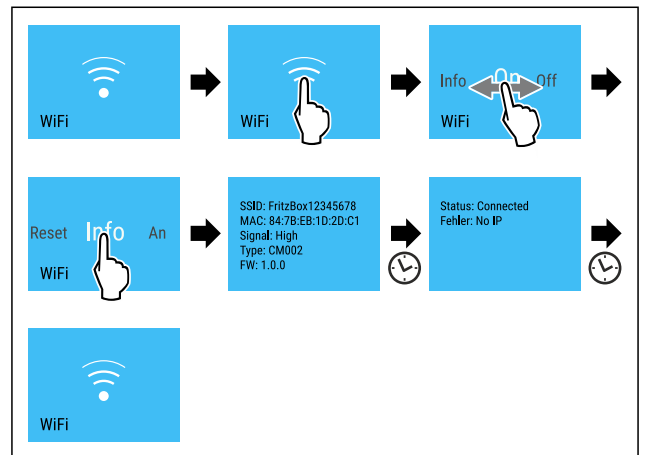 WiFi
WiFi
Info On Off
WiFi
Reset Info An
WiFi
SSID: FritzBox12345678
MAC: 84:7B:EB:1D:2D:C1
Signal: High
Type: CM002
FW: 1.0.0
Status: Connected
Fehler: No IP
WiFi